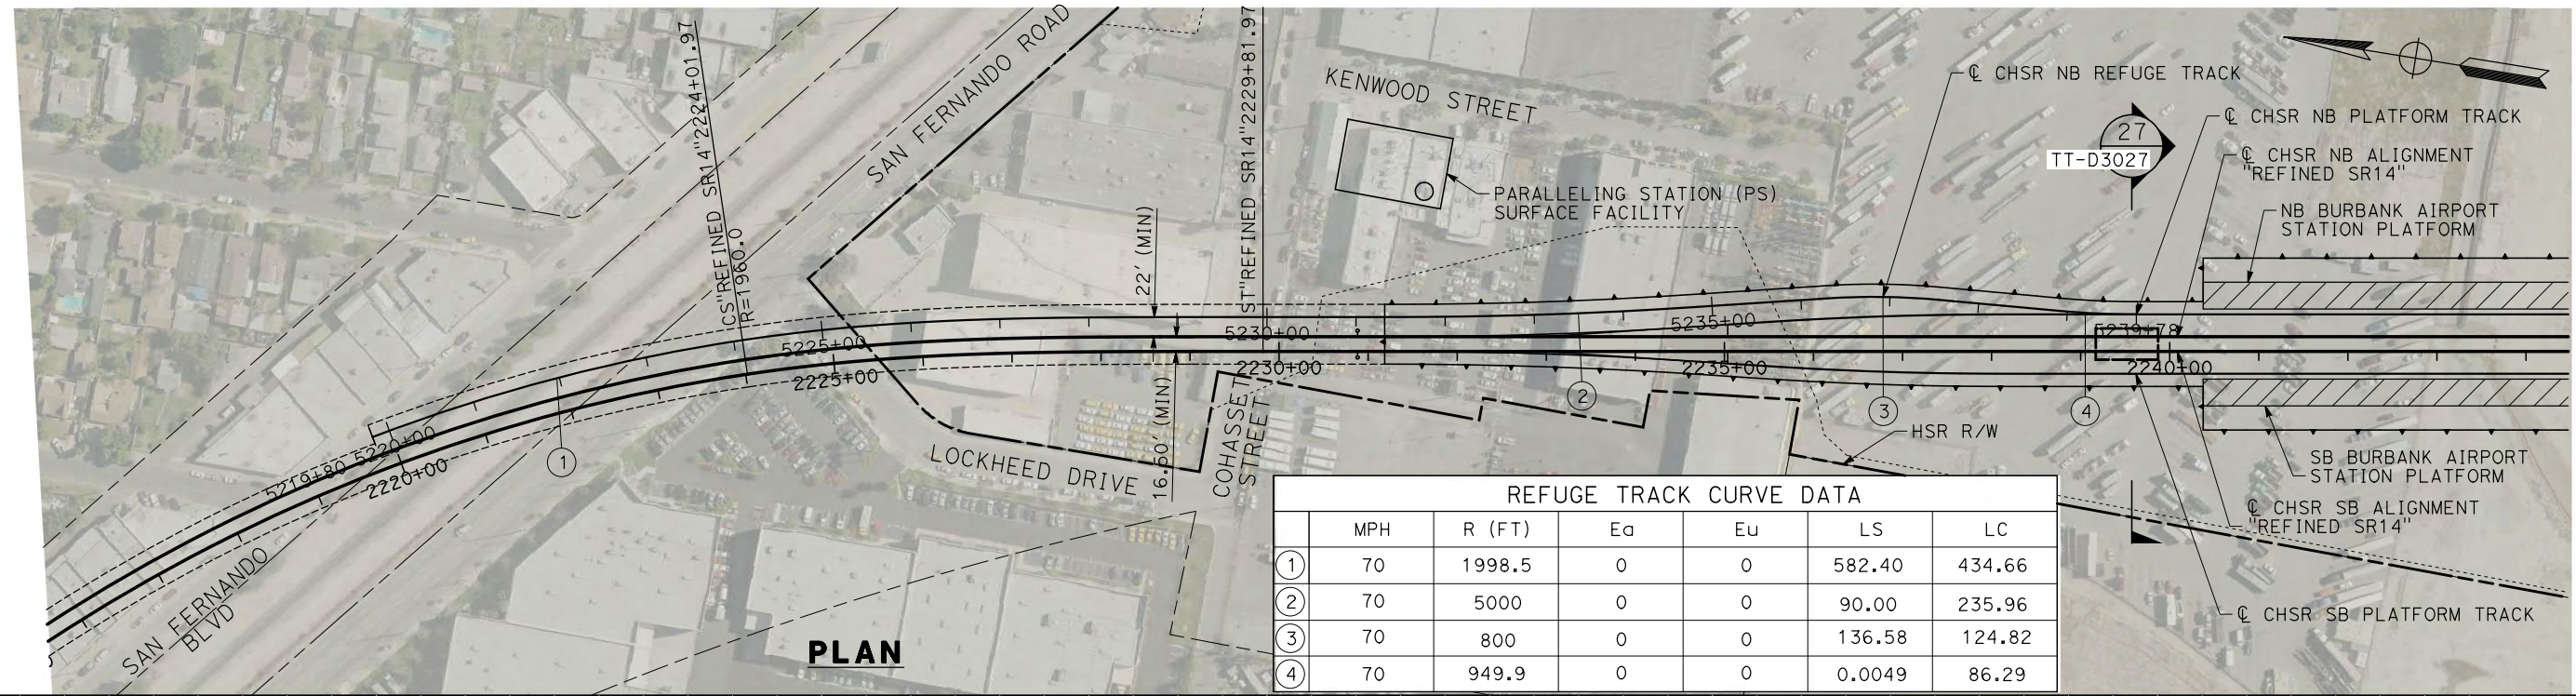 CS"REFINED SR14"2224+01.97
R=1960.0
SAN FERNANDO ROAD
ST"REFINED SR14"2229+81.97
KENWOOD STREET
℄ CHSR NB REFUGE TRACK
27
TT-D3027
℄ CHSR NB PLATFORM TRACK
℄ CHSR NB ALIGNMENT
"REFINED SR14"
NB BURBANK AIRPORT
STATION PLATFORM
PARALLELING STATION (PS)
SURFACE FACILITY
22' (MIN)
16.50' (MIN)
5219+80
5220+00
5225+00
5230+00
5235+00
5239+78
2220+00
2225+00
2230+00
2235+00
2240+00
1
2
3
4
LOCKHEED DRIVE
COHASSET
STREET
HSR R/W
SAN FERNANDO
BLVD
SB BURBANK AIRPORT
STATION PLATFORM
℄ CHSR SB ALIGNMENT
"REFINED SR14"
℄ CHSR SB PLATFORM TRACK
PLAN
REFUGE TRACK CURVE DATA
MPH R (FT) Ea Eu LS LC
1 70 1998.5 0 0 582.40 434.66
2 70 5000 0 0 90.00 235.96
3 70 800 0 0 136.58 124.82
4 70 949.9 0 0 0.0049 86.29